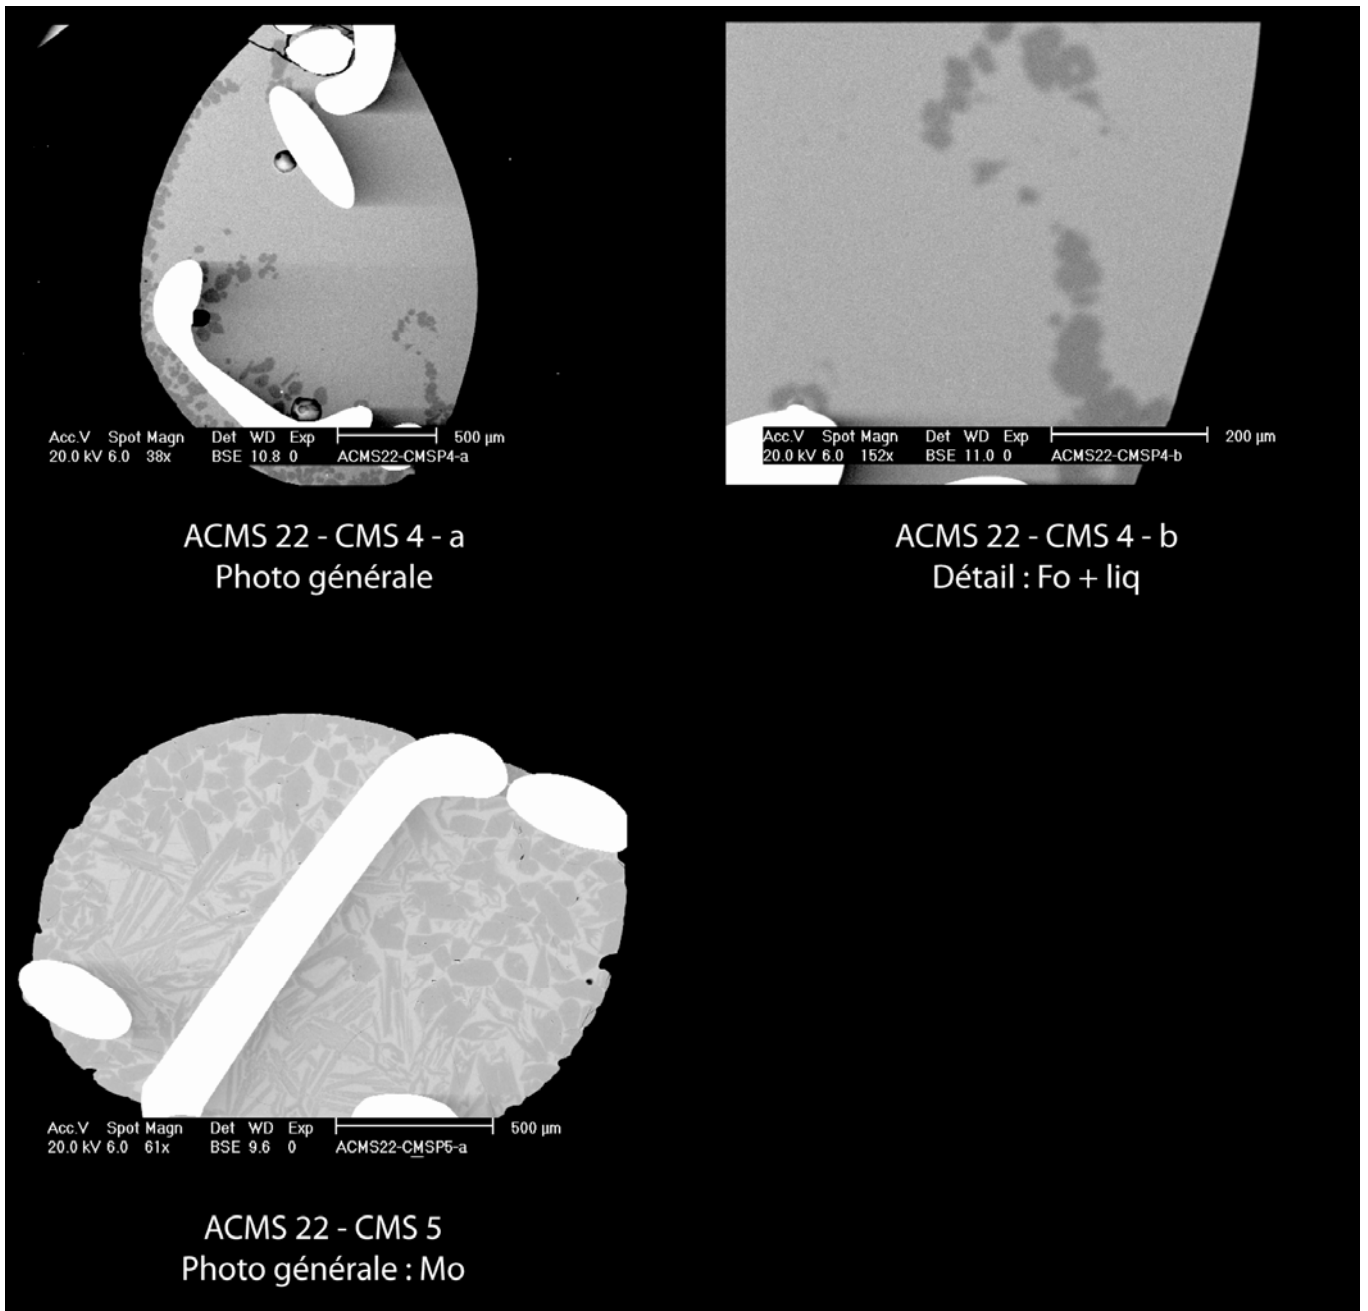 Acc.V Spot Magn Det WD Exp 500 µm
20.0 kV 6.0 38x BSE 10.8 0 ACMS22-CMSP4-a
ACMS 22 - CMS 4 - a
Photo générale
Acc.V Spot Magn Det WD Exp 200 µm
20.0 kV 6.0 152x BSE 11.0 0 ACMS22-CMSP4-b
ACMS 22 - CMS 4 - b
Détail : Fo + liq
Acc.V Spot Magn Det WD Exp 500 µm
20.0 kV 6.0 61x BSE 9.6 0 ACMS22-CMSP5-a
ACMS 22 - CMS 5
Photo générale : Mo